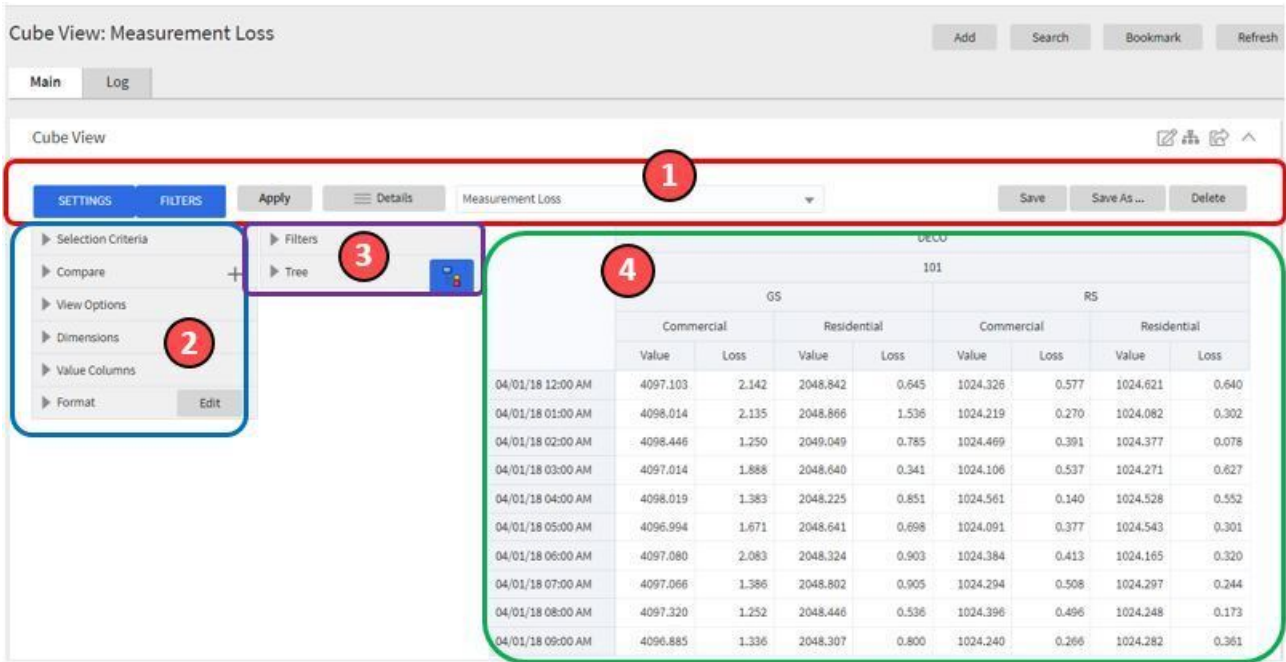 Cube View: Measurement Loss Add Search Bookmark Refresh
Main Log
Cube View
1
SETTINGS FILTERS Apply Details Measurement Loss Save Save As ... Delete
Selection Criteria Filters DECO
Compare + 3 Tree 4 101
View Options GS RS
Dimensions 2 Commercial Residential Commercial Residential
Value Columns Value Loss Value Loss Value Loss Value Loss
Format Edit 04/01/18 12:00 AM 4097.103 2.142 2048.842 0.645 1024.326 0.577 1024.621 0.640
04/01/18 01:00 AM 4098.014 2.135 2048.866 1.536 1024.219 0.270 1024.082 0.302
04/01/18 02:00 AM 4098.446 1.250 2049.049 0.785 1024.469 0.391 1024.377 0.078
04/01/18 03:00 AM 4097.014 1.888 2048.640 0.341 1024.106 0.537 1024.271 0.627
04/01/18 04:00 AM 4098.019 1.383 2048.225 0.851 1024.561 0.140 1024.528 0.552
04/01/18 05:00 AM 4096.994 1.671 2048.641 0.698 1024.091 0.377 1024.543 0.301
04/01/18 06:00 AM 4097.080 2.083 2048.324 0.903 1024.384 0.413 1024.165 0.320
04/01/18 07:00 AM 4097.066 1.386 2048.802 0.905 1024.294 0.508 1024.297 0.244
04/01/18 08:00 AM 4097.320 1.252 2048.446 0.536 1024.396 0.496 1024.248 0.173
04/01/18 09:00 AM 4096.885 1.336 2048.307 0.800 1024.240 0.266 1024.282 0.361